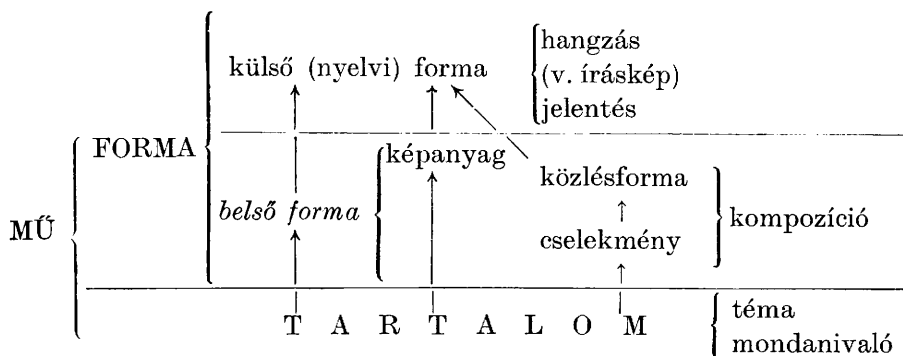 hangzás
külső (nyelvi) forma
(v. íráskép)
jelentés
FORMA
képanyag
közlésforma
belső forma
MŰ
kompozíció
cselekmény
téma
T A R T A L O M
mondanivaló